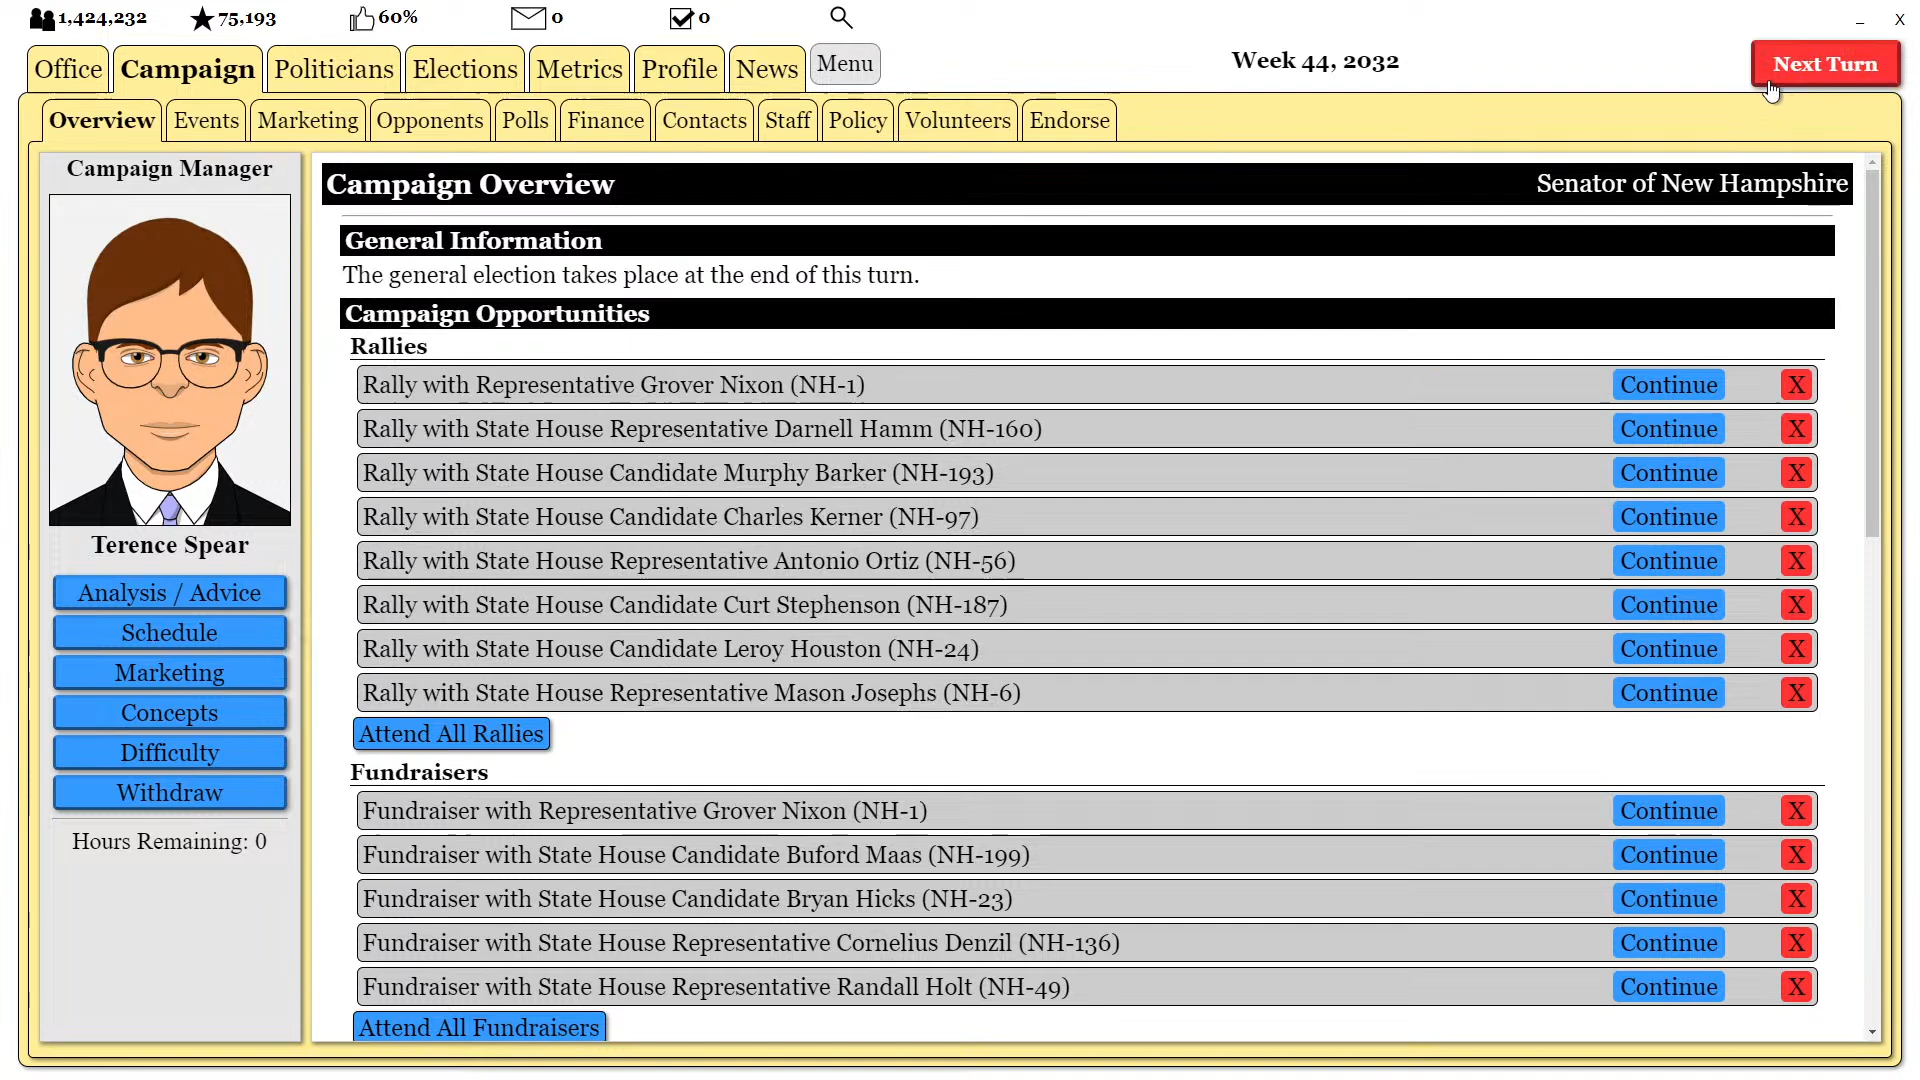 1,424,232 75,193 60% 0 0 _ X
Office Campaign Politicians Elections Metrics Profile News Menu Week 44, 2032 Next Turn
Overview Events Marketing Opponents Polls Finance Contacts Staff Policy Volunteers Endorse
Campaign Manager
Terence Spear
Analysis / Advice
Schedule
Marketing
Concepts
Difficulty
Withdraw
Hours Remaining: 0
Campaign Overview Senator of New Hampshire
General Information
The general election takes place at the end of this turn.
Campaign Opportunities
Rallies
Rally with Representative Grover Nixon (NH-1) Continue X
Rally with State House Representative Darnell Hamm (NH-160) Continue X
Rally with State House Candidate Murphy Barker (NH-193) Continue X
Rally with State House Candidate Charles Kerner (NH-97) Continue X
Rally with State House Representative Antonio Ortiz (NH-56) Continue X
Rally with State House Candidate Curt Stephenson (NH-187) Continue X
Rally with State House Candidate Leroy Houston (NH-24) Continue X
Rally with State House Representative Mason Josephs (NH-6) Continue X
Attend All Rallies
Fundraisers
Fundraiser with Representative Grover Nixon (NH-1) Continue X
Fundraiser with State House Candidate Buford Maas (NH-199) Continue X
Fundraiser with State House Candidate Bryan Hicks (NH-23) Continue X
Fundraiser with State House Representative Cornelius Denzil (NH-136) Continue X
Fundraiser with State House Representative Randall Holt (NH-49) Continue X
Attend All Fundraisers